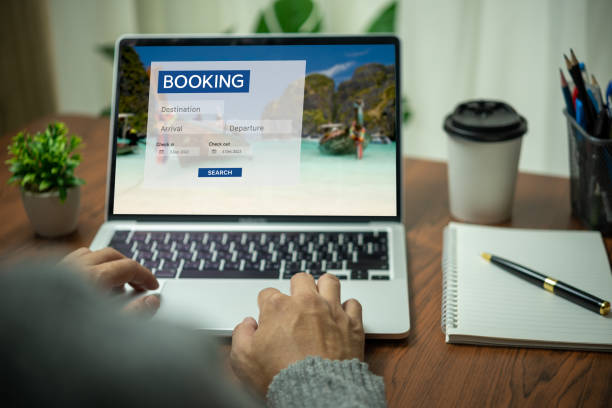 BOOKING
Destination
Arrival Departure
Check in Check out
SEARCH